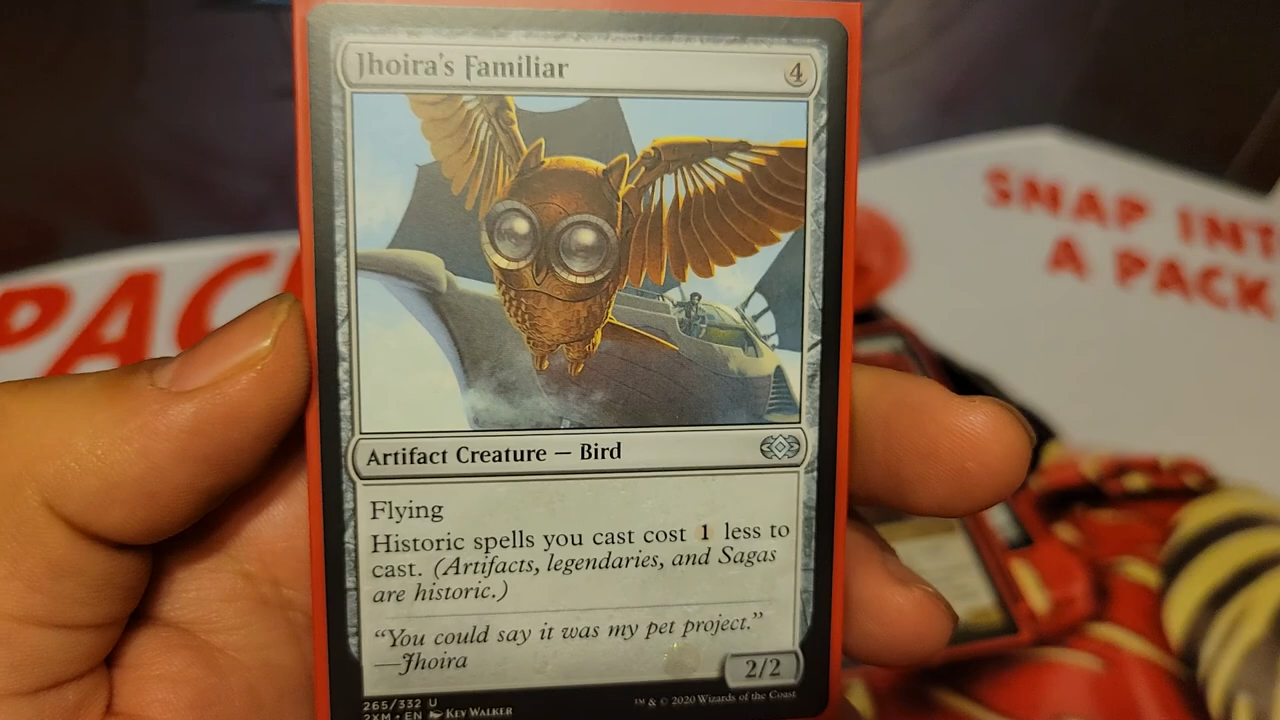 Jhoira's Familiar
4
Artifact Creature — Bird
Flying
Historic spells you cast cost 1 less to
cast. (Artifacts, legendaries, and Sagas
are historic.)
"You could say it was my pet project."
—Jhoira
2/2
265/332 U
2XM • EN KEV WALKER
™ & © 2020 Wizards of the Coast
PAC
SNAP INT
A PACK